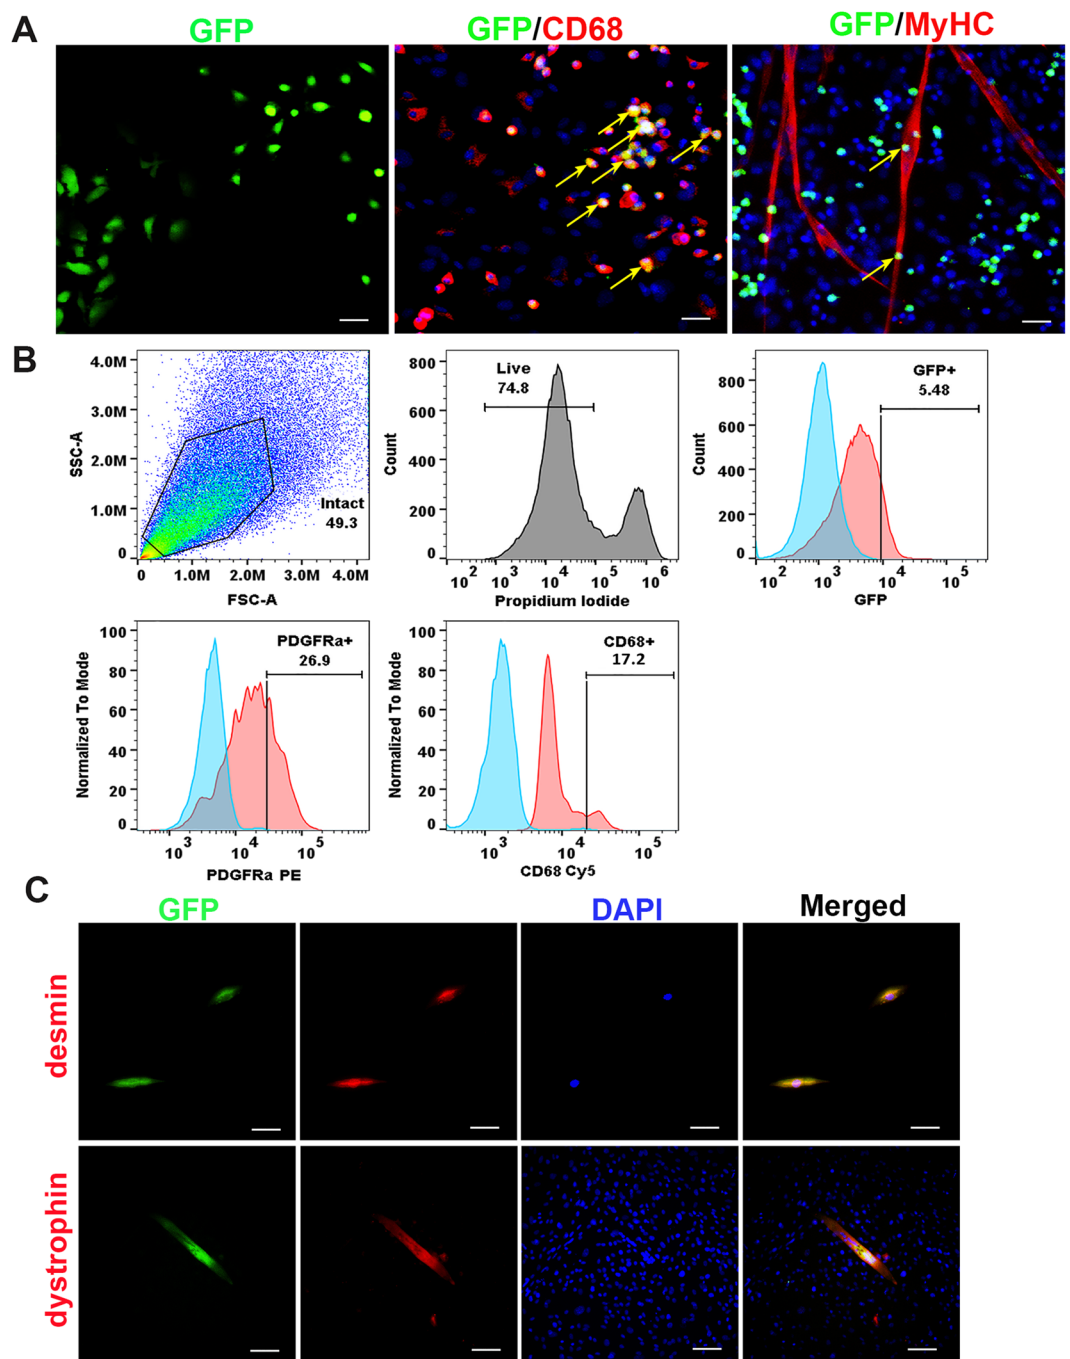 A
GFP
GFP/CD68
GFP/MyHC
B
4.0M
3.0M
2.0M
1.0M
0
SSC-A
Intact
49.3
0
1.0M
2.0M
3.0M
4.0M
FSC-A
800
600
400
200
0
Count
Live
74.8
10 2
10 3
10 4
10 5
10 6
Propidium Iodide
800
600
400
200
0
Count
GFP+
5.48
10 2
10 3
10 4
10 5
GFP
100
80
60
40
20
0
Normalized To Mode
PDGFRa+
26.9
10 3
10 4
10 5
PDGFRa PE
100
80
60
40
20
0
Normalized To Mode
CD68+
17.2
10 3
10 4
10 5
CD68 Cy5
C
GFP
DAPI
Merged
desmin
dystrophin